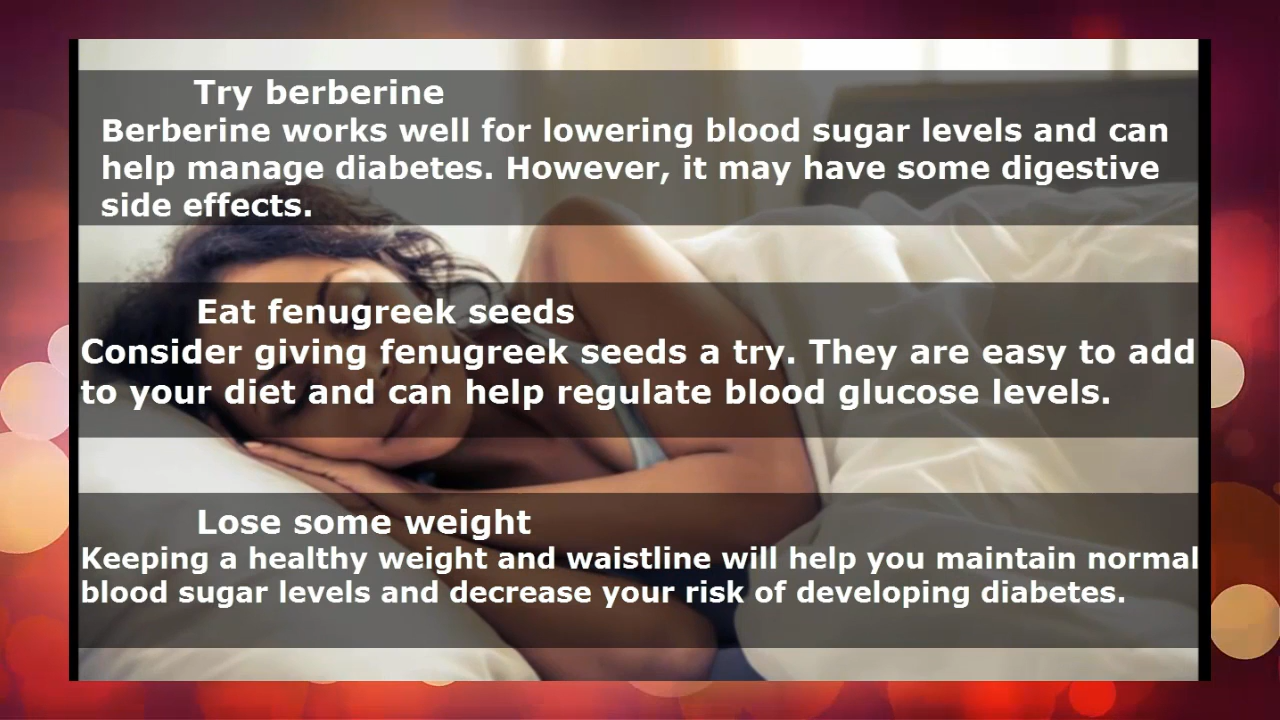 Try berberine
Berberine works well for lowering blood sugar levels and can
help manage diabetes. However, it may have some digestive
side effects.
Eat fenugreek seeds
Consider giving fenugreek seeds a try. They are easy to add
to your diet and can help regulate blood glucose levels.
Lose some weight
Keeping a healthy weight and waistline will help you maintain normal
blood sugar levels and decrease your risk of developing diabetes.